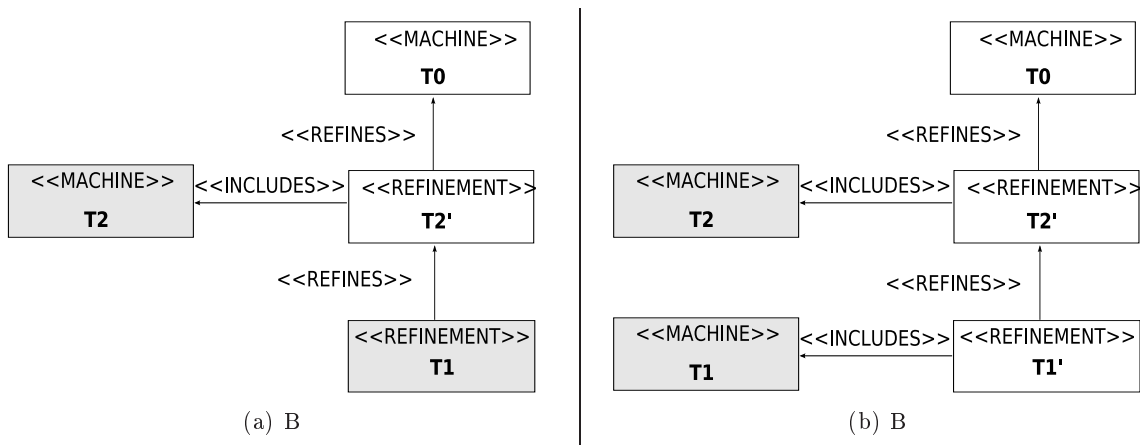 <<MACHINE>>
T0
<<REFINES>>
<<MACHINE>>
T2
<<INCLUDES>>
<<REFINEMENT>>
T2'
<<REFINES>>
<<REFINEMENT>>
T1
(a) B
<<MACHINE>>
T0
<<REFINES>>
<<MACHINE>>
T2
<<INCLUDES>>
<<REFINEMENT>>
T2'
<<REFINES>>
<<MACHINE>>
T1
<<INCLUDES>>
<<REFINEMENT>>
T1'
(b) B